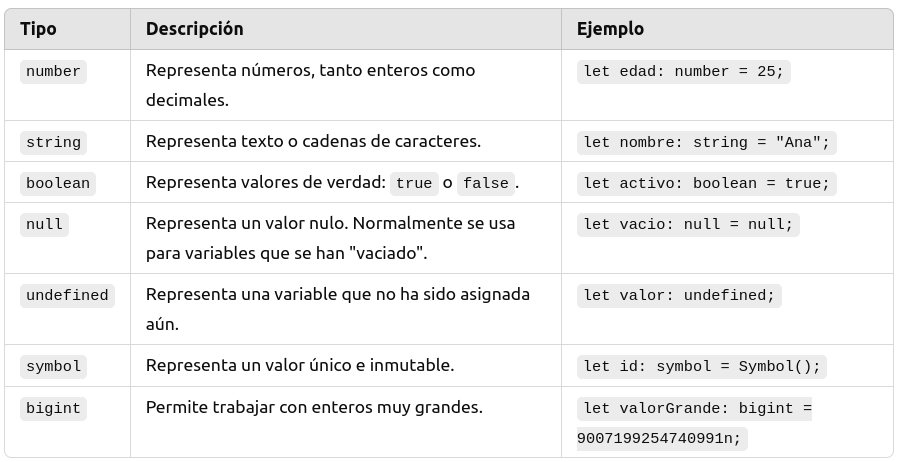 Tipo Descripción Ejemplo
number Representa números, tanto enteros como let edad: number = 25;
decimales.
string Representa texto o cadenas de caracteres. let nombre: string = "Ana";
boolean Representa valores de verdad: true o false. let activo: boolean = true;
null Representa un valor nulo. Normalmente se usa let vacio: null = null;
para variables que se han "vaciado".
undefined Representa una variable que no ha sido asignada let valor: undefined;
aún.
symbol Representa un valor único e inmutable. let id: symbol = Symbol();
bigint Permite trabajar con enteros muy grandes. let valorGrande: bigint =
9007199254740991n;